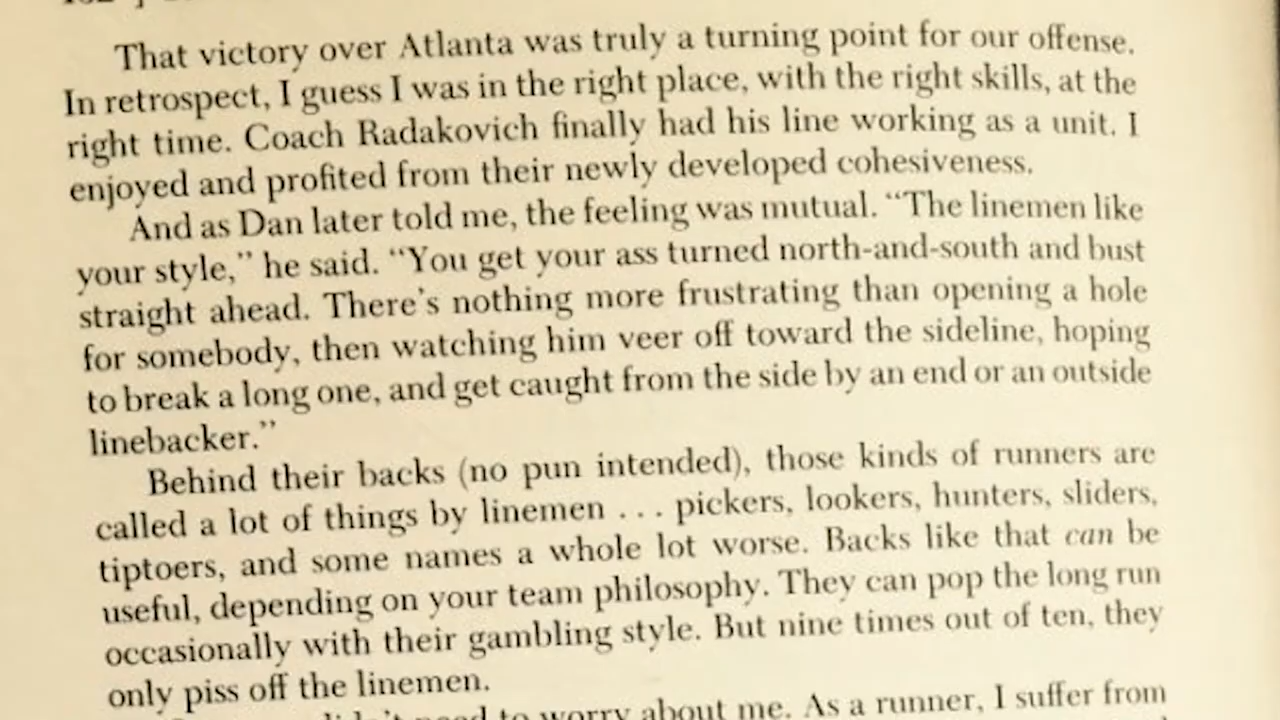 That victory over Atlanta was truly a turning point for our offense.
In retrospect, I guess I was in the right place, with the right skills, at the
right time. Coach Radakovich finally had his line working as a unit. I
enjoyed and profited from their newly developed cohesiveness.
And as Dan later told me, the feeling was mutual. “The linemen like
your style,” he said. “You get your ass turned north-and-south and bust
straight ahead. There’s nothing more frustrating than opening a hole
for somebody, then watching him veer off toward the sideline, hoping
to break a long one, and get caught from the side by an end or an outside
linebacker.”
Behind their backs (no pun intended), those kinds of runners are
called a lot of things by linemen . . . pickers, lookers, hunters, sliders,
tiptoers, and some names a whole lot worse. Backs like that can be
useful, depending on your team philosophy. They can pop the long run
occasionally with their gambling style. But nine times out of ten, they
only piss off the linemen.
didn’t need to worry about me. As a runner, I suffer from